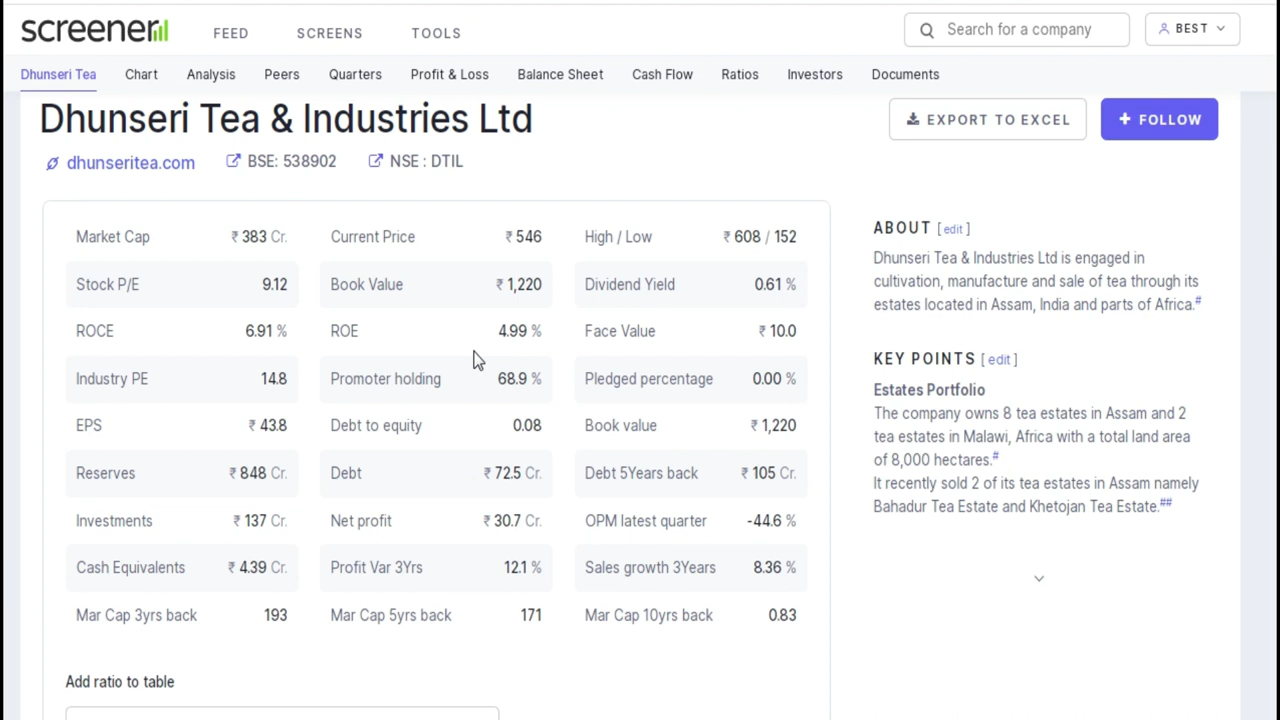 screener
FEED
SCREENS
TOOLS
Search for a company
BEST
Dhunseri Tea
Chart
Analysis
Peers
Quarters
Profit & Loss
Balance Sheet
Cash Flow
Ratios
Investors
Documents
Dhunseri Tea & Industries Ltd
EXPORT TO EXCEL
+ FOLLOW
dhunseritea.com
BSE: 538902
NSE : DTIL
Market Cap ₹ 383 Cr.
Current Price ₹ 546
High / Low ₹ 608 / 152
Stock P/E 9.12
Book Value ₹ 1,220
Dividend Yield 0.61 %
ROCE 6.91 %
ROE 4.99 %
Face Value ₹ 10.0
Industry PE 14.8
Promoter holding 68.9 %
Pledged percentage 0.00 %
EPS ₹ 43.8
Debt to equity 0.08
Book value ₹ 1,220
Reserves ₹ 848 Cr.
Debt ₹ 72.5 Cr.
Debt 5Years back ₹ 105 Cr.
Investments ₹ 137 Cr.
Net profit ₹ 30.7 Cr.
OPM latest quarter -44.6 %
Cash Equivalents ₹ 4.39 Cr.
Profit Var 3Yrs 12.1 %
Sales growth 3Years 8.36 %
Mar Cap 3yrs back 193
Mar Cap 5yrs back 171
Mar Cap 10yrs back 0.83
Add ratio to table
ABOUT [ edit ]
Dhunseri Tea & Industries Ltd is engaged in
cultivation, manufacture and sale of tea through its
estates located in Assam, India and parts of Africa.#
KEY POINTS [ edit ]
Estates Portfolio
The company owns 8 tea estates in Assam and 2
tea estates in Malawi, Africa with a total land area
of 8,000 hectares.#
It recently sold 2 of its tea estates in Assam namely
Bahadur Tea Estate and Khetojan Tea Estate.##